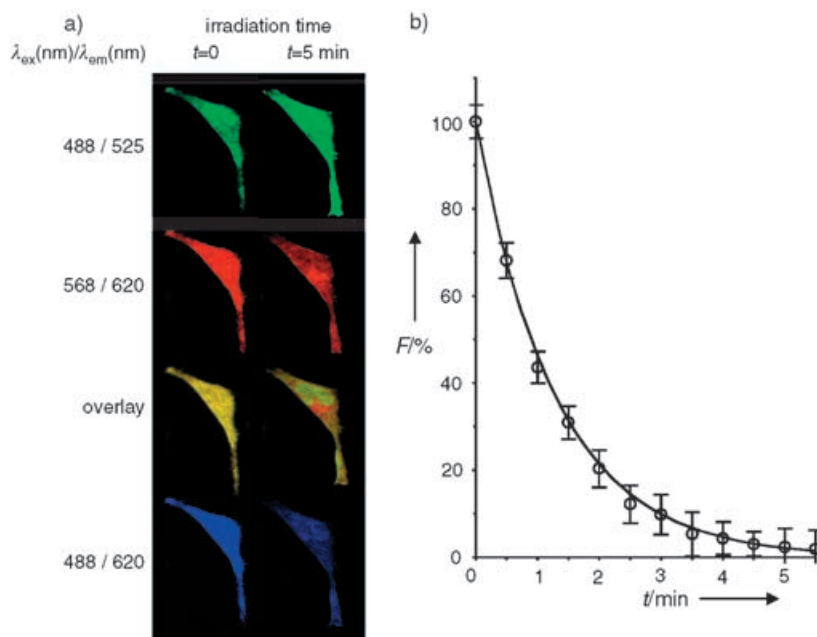 a)
irradiation time
λex(nm)/λem(nm) t=0 t=5 min
488 / 525
568 / 620
overlay
488 / 620
b)
100
80
60
40
20
0
F/%
0 1 2 3 4 5
t/min